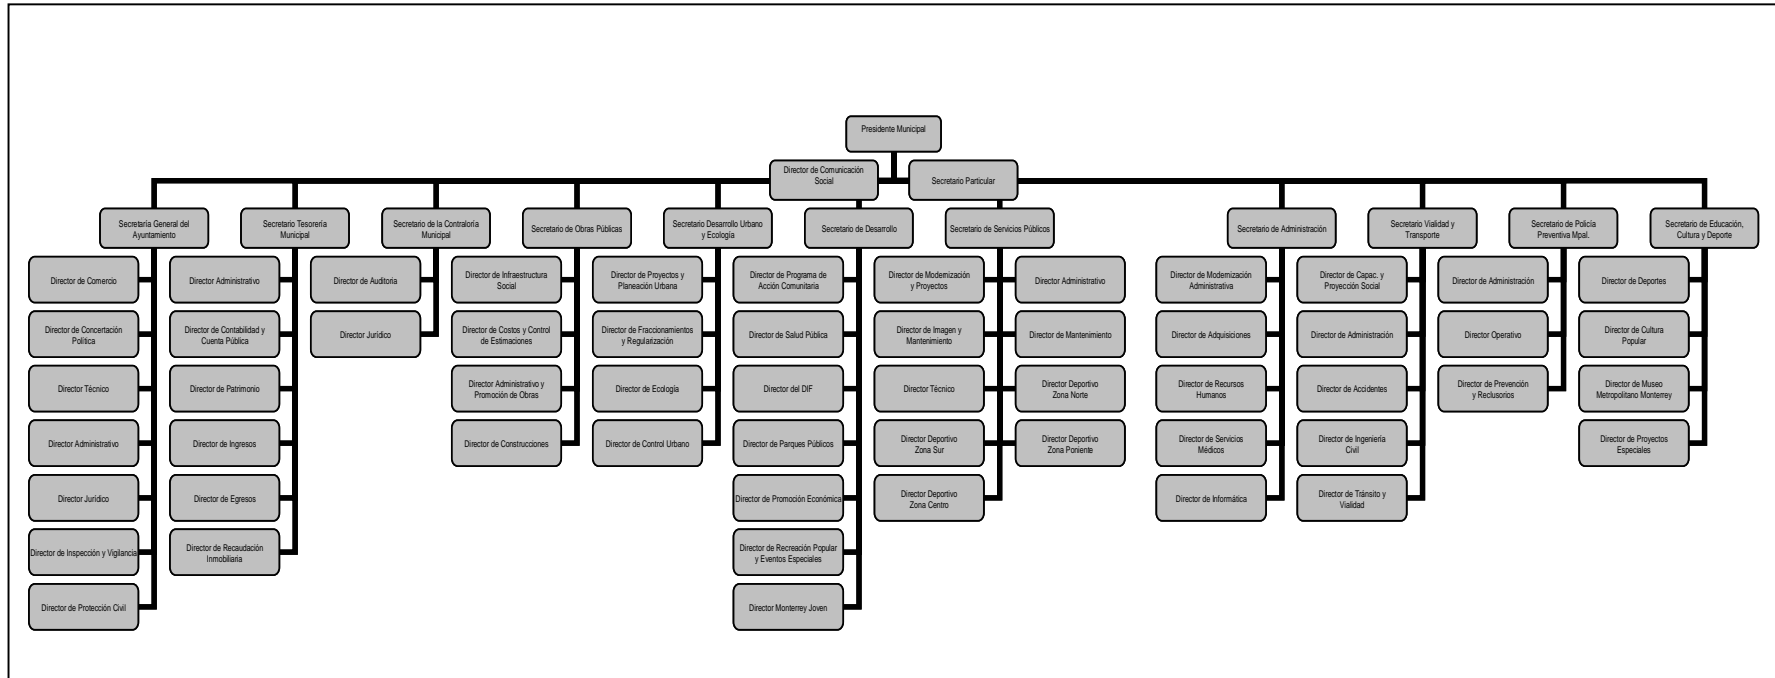 Presidente Municipal
Director de Comunicación
Social
Secretario Particular
Secretaría General del
Ayuntamiento
Secretario Tesorería
Municipal
Secretario de la Contraloría
Municipal
Secretario de Obras Públicas
Secretario Desarrollo Urbano
y Ecología
Secretario de Desarrollo
Secretario de Servicios Públicos
Secretario de Administración
Secretario Vialidad y
Transporte
Secretario de Policía
Preventiva Mpal.
Secretario de Educación,
Cultura y Deporte
Director de Comercio
Director de Concertación
Política
Director Técnico
Director Administrativo
Director Jurídico
Director de Inspección y Vigilancia
Director de Protección Civil
Director Administrativo
Director de Contabilidad y
Cuenta Pública
Director de Patrimonio
Director de Ingresos
Director de Egresos
Director de Recaudación
Inmobiliaria
Director de Auditoria
Director Jurídico
Director de Infraestructura
Social
Director de Costos y Control
de Estimaciones
Director Administrativo y
Promoción de Obras
Director de Construcciones
Director de Proyectos y
Planeación Urbana
Director de Fraccionamientos
y Regularización
Director de Ecología
Director de Control Urbano
Director de Programa de
Acción Comunitaria
Director de Salud Pública
Director del DIF
Director de Parques Públicos
Director de Promoción Económica
Director de Recreación Popular
y Eventos Especiales
Director Monterrey Joven
Director de Modernización
y Proyectos
Director de Imagen y
Mantenimiento
Director Técnico
Director Deportivo
Zona Sur
Director Deportivo
Zona Centro
Director Administrativo
Director de Mantenimiento
Director Deportivo
Zona Norte
Director Deportivo
Zona Poniente
Director de Modernización
Administrativa
Director de Adquisiciones
Director de Recursos
Humanos
Director de Servicios
Médicos
Director de Informática
Director de Capac. y
Proyección Social
Director de Administración
Director de Accidentes
Director de Ingeniería
Civil
Director de Tránsito y
Vialidad
Director de Administración
Director Operativo
Director de Prevención
y Reclusorios
Director de Deportes
Director de Cultura
Popular
Director de Museo
Metropolitano Monterrey
Director de Proyectos
Especiales